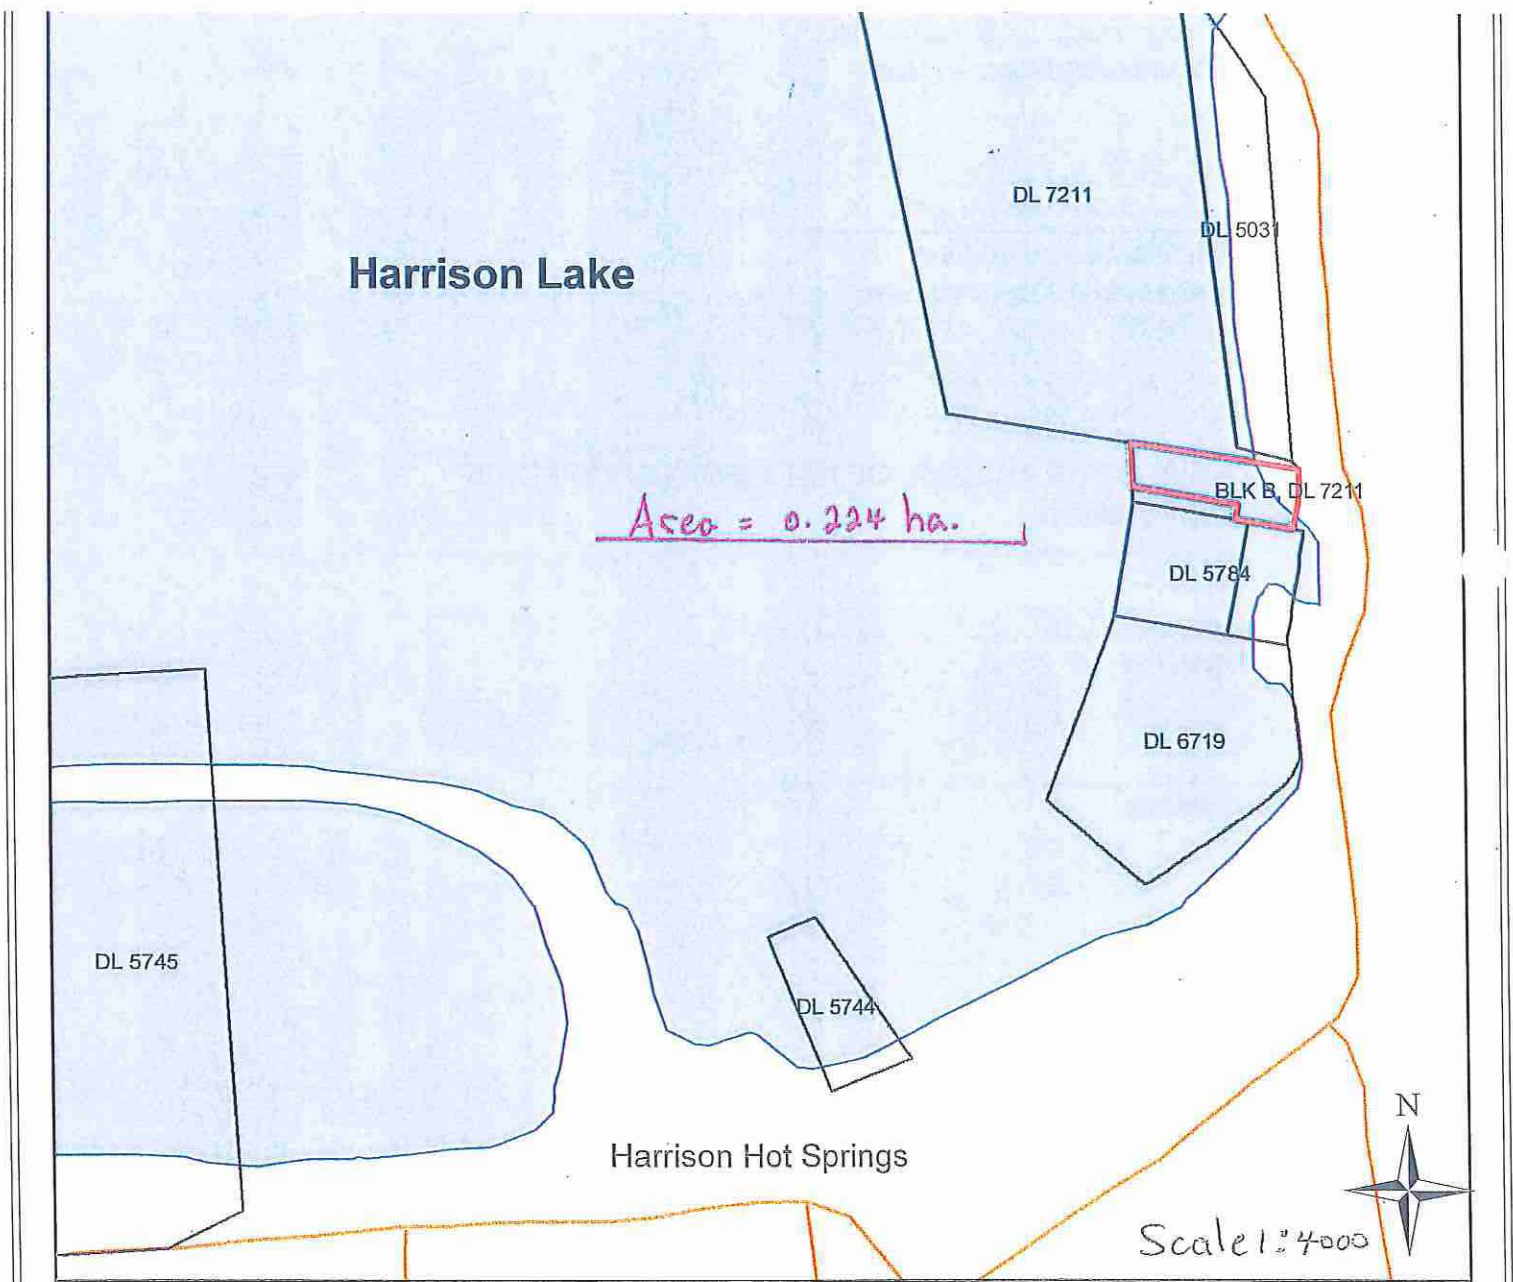 DL 7211
DL 5031
Harrison Lake
BLK B, DL 7211
Area = 0.224 ha.
DL 5784
DL 6719
DL 5745
DL 5744
N
Harrison Hot Springs
Scale 1:4000